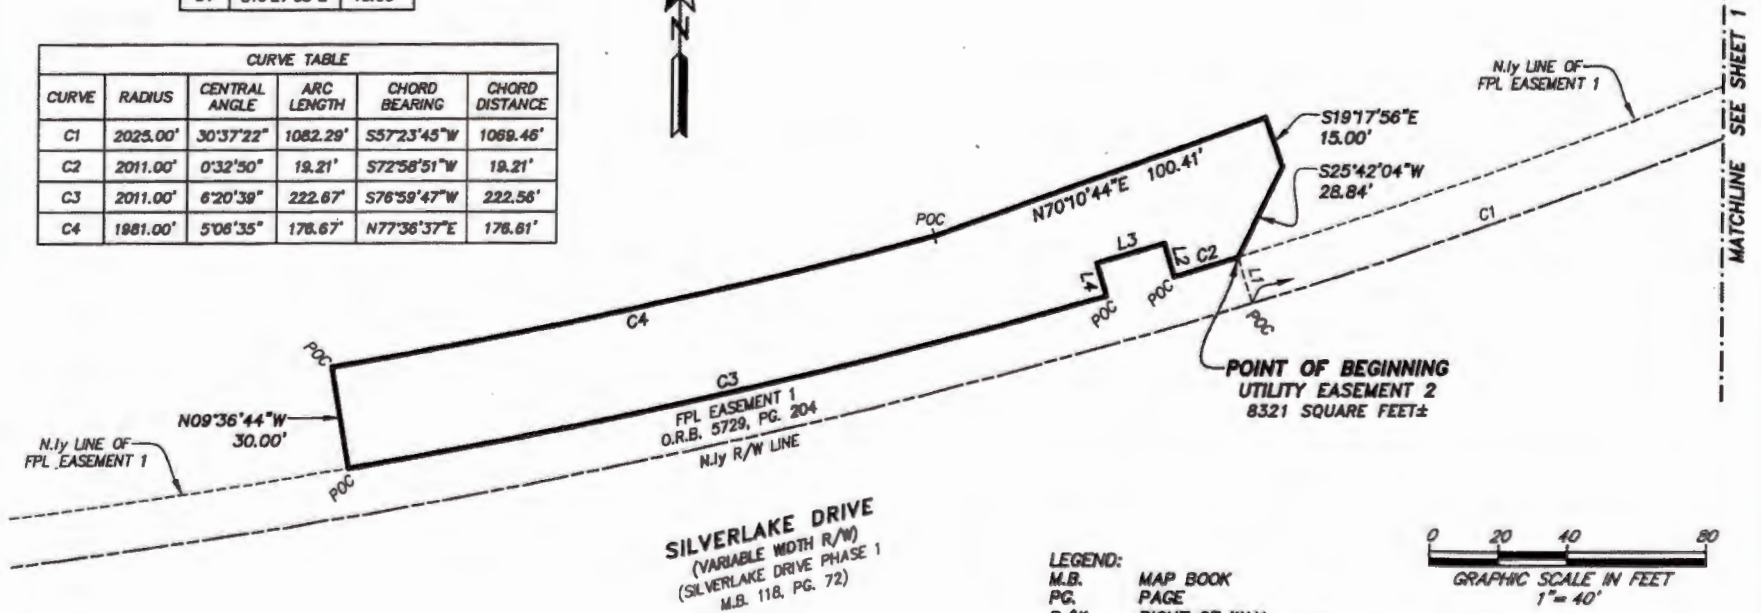 CURVE TABLE
CURVE RADIUS CENTRAL ANGLE ARC LENGTH CHORD BEARING CHORD DISTANCE
C1 2025.00' 30°37'22" 1082.29' S57°23'45"W 1069.46'
C2 2011.00' 0°32'50" 19.21' S72°58'51"W 19.21'
C3 2011.00' 6°20'39" 222.67' S76°59'47"W 222.56'
C4 1981.00' 5°06'35" 176.67' N77°36'37"E 176.61'
N
N.ly LINE OF
FPL EASEMENT 1
MATCHLINE SEE SHEET 1
S19°17'56"E
15.00'
S25°42'04"W
28.84'
N70°10'44"E 100.41'
POC
C1
L3
L2
C2
L4
L1
POC
POC
POC
C4
POC
C3
FPL EASEMENT 1
O.R.B. 5729, PG. 204
N.ly R/W LINE
N09°36'44"W
30.00'
N.ly LINE OF
FPL EASEMENT 1
POC
POINT OF BEGINNING
UTILITY EASEMENT 2
8321 SQUARE FEET±
SILVERLAKE DRIVE
(VARIABLE WIDTH R/W)
(SILVERLAKE DRIVE PHASE 1
M.B. 118, PG. 72)
LEGEND:
M.B. MAP BOOK
PG. PAGE
0 20 40 80
GRAPHIC SCALE IN FEET
1"= 40'